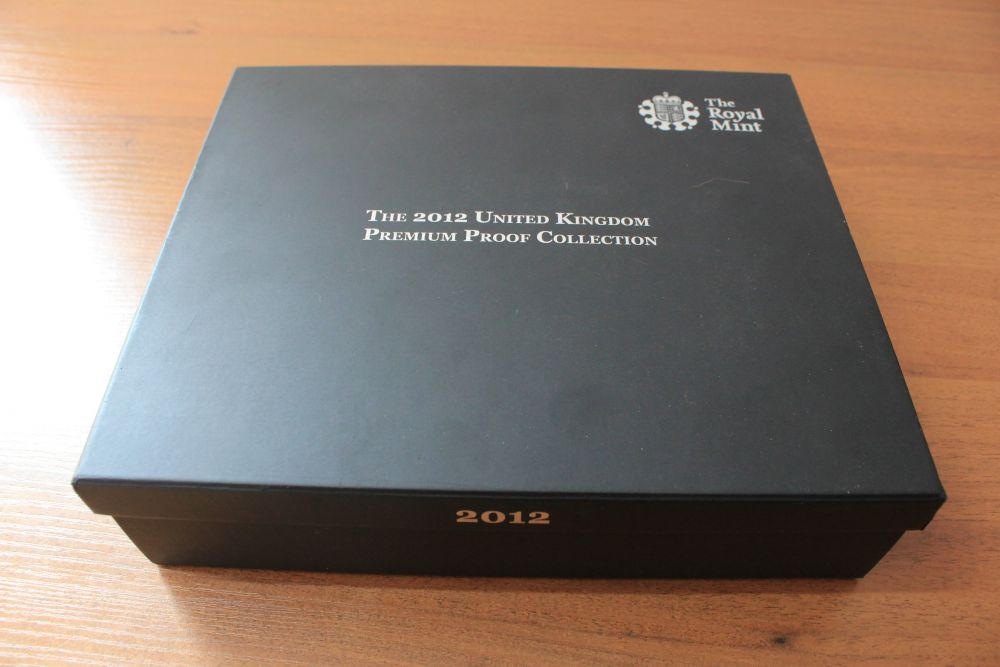 The
Royal
Mint
The 2012 United Kingdom
Premium Proof Collection
2012